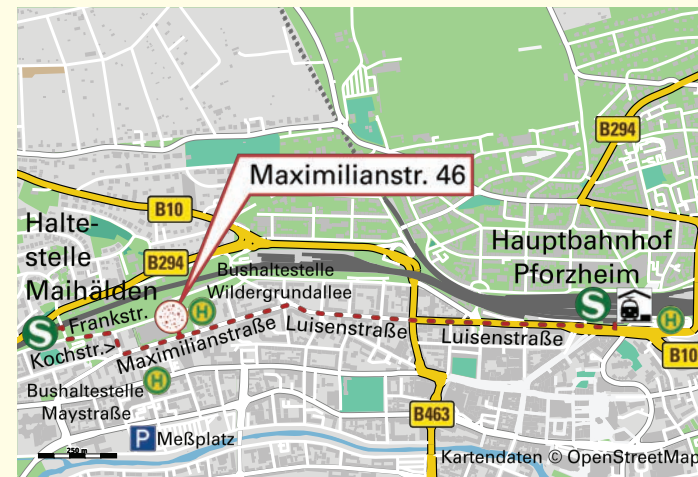 B294
Maximilianstr. 46
B10
Halte-
stelle
Maihälden
B294
Bushaltestelle
Wildergrundallee
Hauptbahnhof
Pforzheim
S
S
H
H
Frankstr.
Kochstr.>
Maximilianstraße
Luisenstraße
Luisenstraße
B10
Bushaltestelle
Maystraße
H
B463
P Meßplatz
250 m
Kartendaten © OpenStreetMap